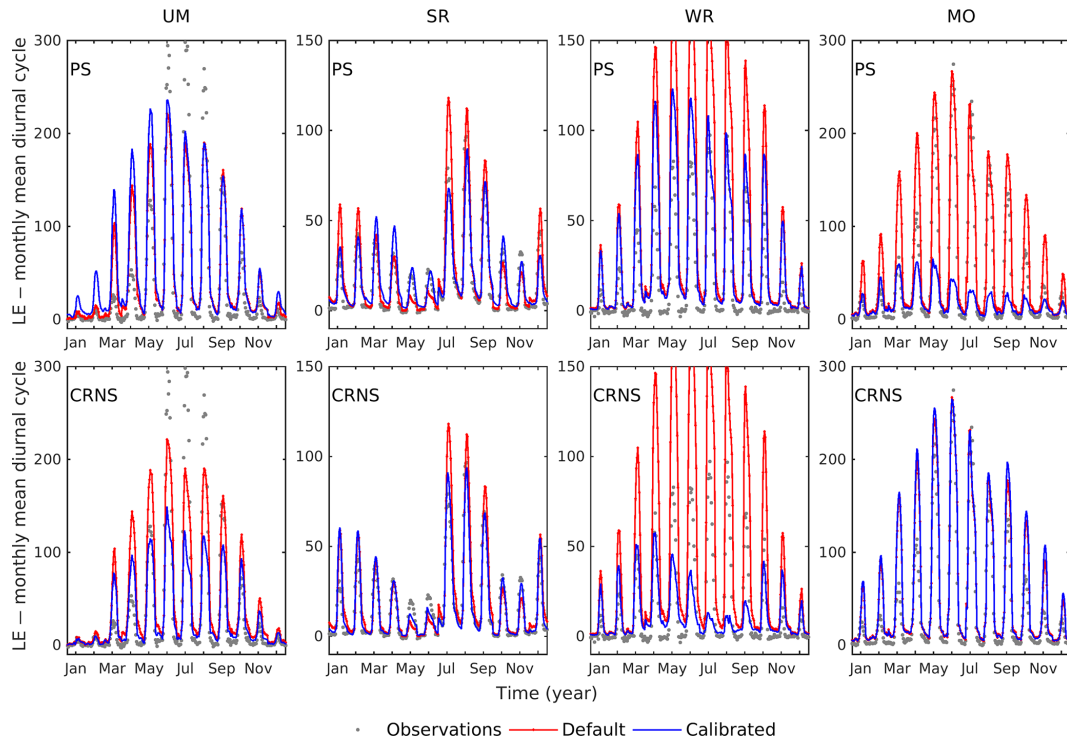 UM SR WR MO
LE – monthly mean diurnal cycle
300 200 100 0
PS
Jan Mar May Jul Sep Nov
150 100 50 0
PS
Jan Mar May Jul Sep Nov
150 100 50 0
PS
Jan Mar May Jul Sep Nov
300 200 100 0
PS
Jan Mar May Jul Sep Nov
LE – monthly mean diurnal cycle
300 200 100 0
CRNS
Jan Mar May Jul Sep Nov
150 100 50 0
CRNS
Jan Mar May Jul Sep Nov
150 100 50 0
CRNS
Jan Mar May Jul Sep Nov
300 200 100 0
CRNS
Jan Mar May Jul Sep Nov
Time (year)
Observations Default Calibrated